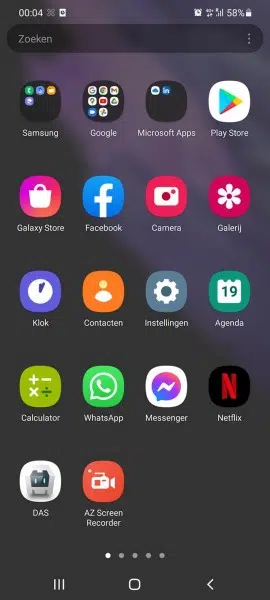 00:04 58%
Zoeken
Samsung Google Microsoft Apps Play Store
Galaxy Store Facebook Camera Galerij
19
Klok Contacten Instellingen Agenda
Calculator WhatsApp Messenger Netflix
DAS AZ Screen
Recorder